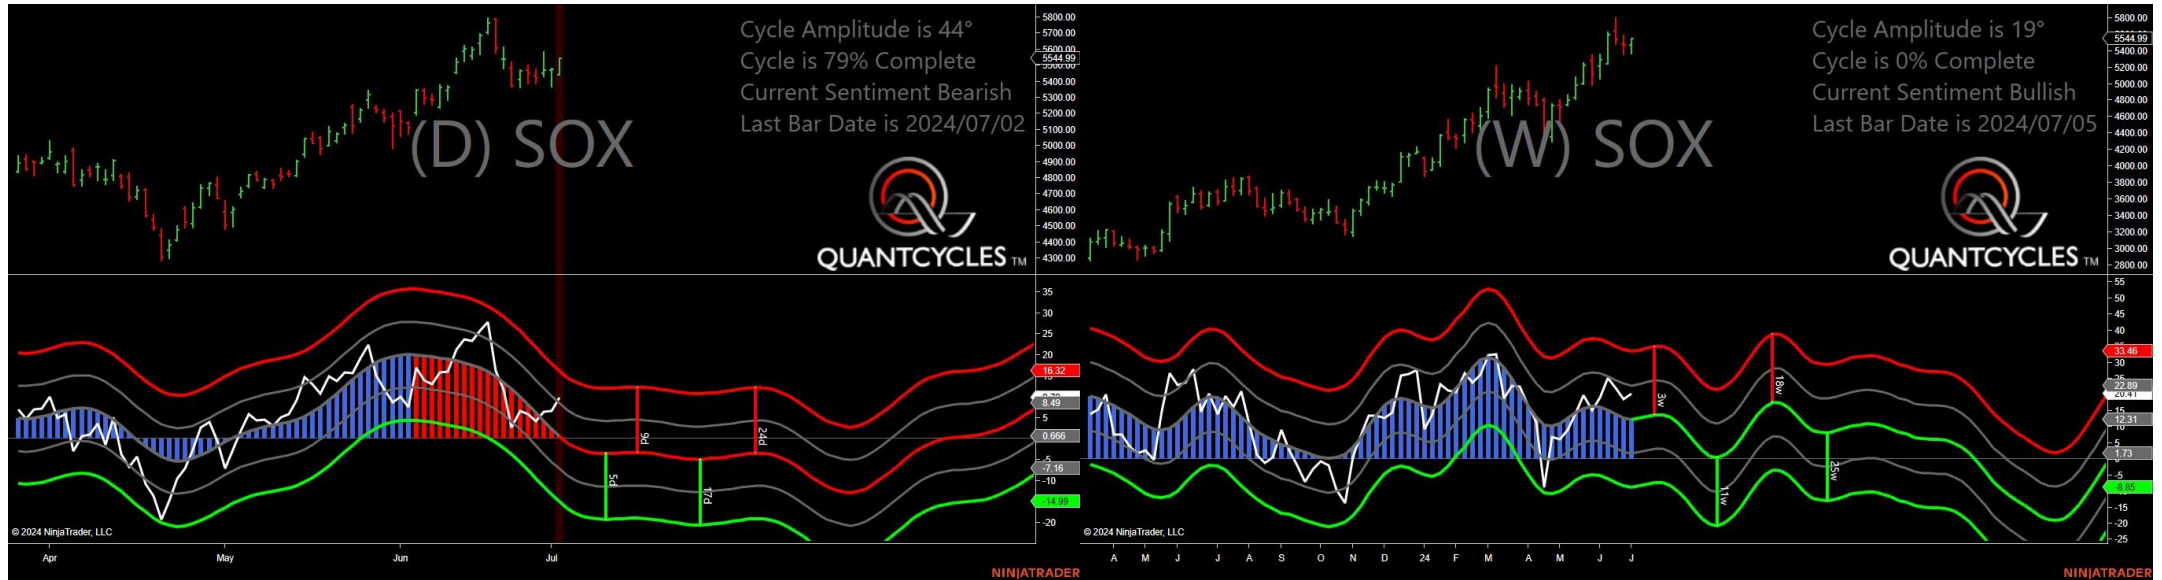 Cycle Amplitude is 44°
Cycle is 79% Complete
Current Sentiment Bearish
Last Bar Date is 2024/07/02
(D) SOX
QUANTCYCLES TM
5800.00
5700.00
5600.00
5544.99
5400.00
5300.00
5200.00
5100.00
5000.00
4900.00
4800.00
4700.00
4600.00
4500.00
4400.00
4300.00
35
30
25
20
16.32
8.49
5
0.666
-5
-7.16
-10
-14.99
-20
5d
9d
17d
24d
© 2024 NinjaTrader, LLC
Apr May Jun Jul
NINJATRADER
Cycle Amplitude is 19°
Cycle is 0% Complete
Current Sentiment Bullish
Last Bar Date is 2024/07/05
(W) SOX
QUANTCYCLES TM
5800.00
5544.99
5400.00
5200.00
5000.00
4800.00
4600.00
4400.00
4200.00
4000.00
3800.00
3600.00
3400.00
3200.00
3000.00
2800.00
55
50
45
40
33.46
30
22.89
20.41
15
12.31
10
5
1.73
-5
-8.85
-15
-20
-25
3w
11w
18w
25w
© 2024 NinjaTrader, LLC
A M J J A S O N D 24 F M A M J J
NINJATRADER